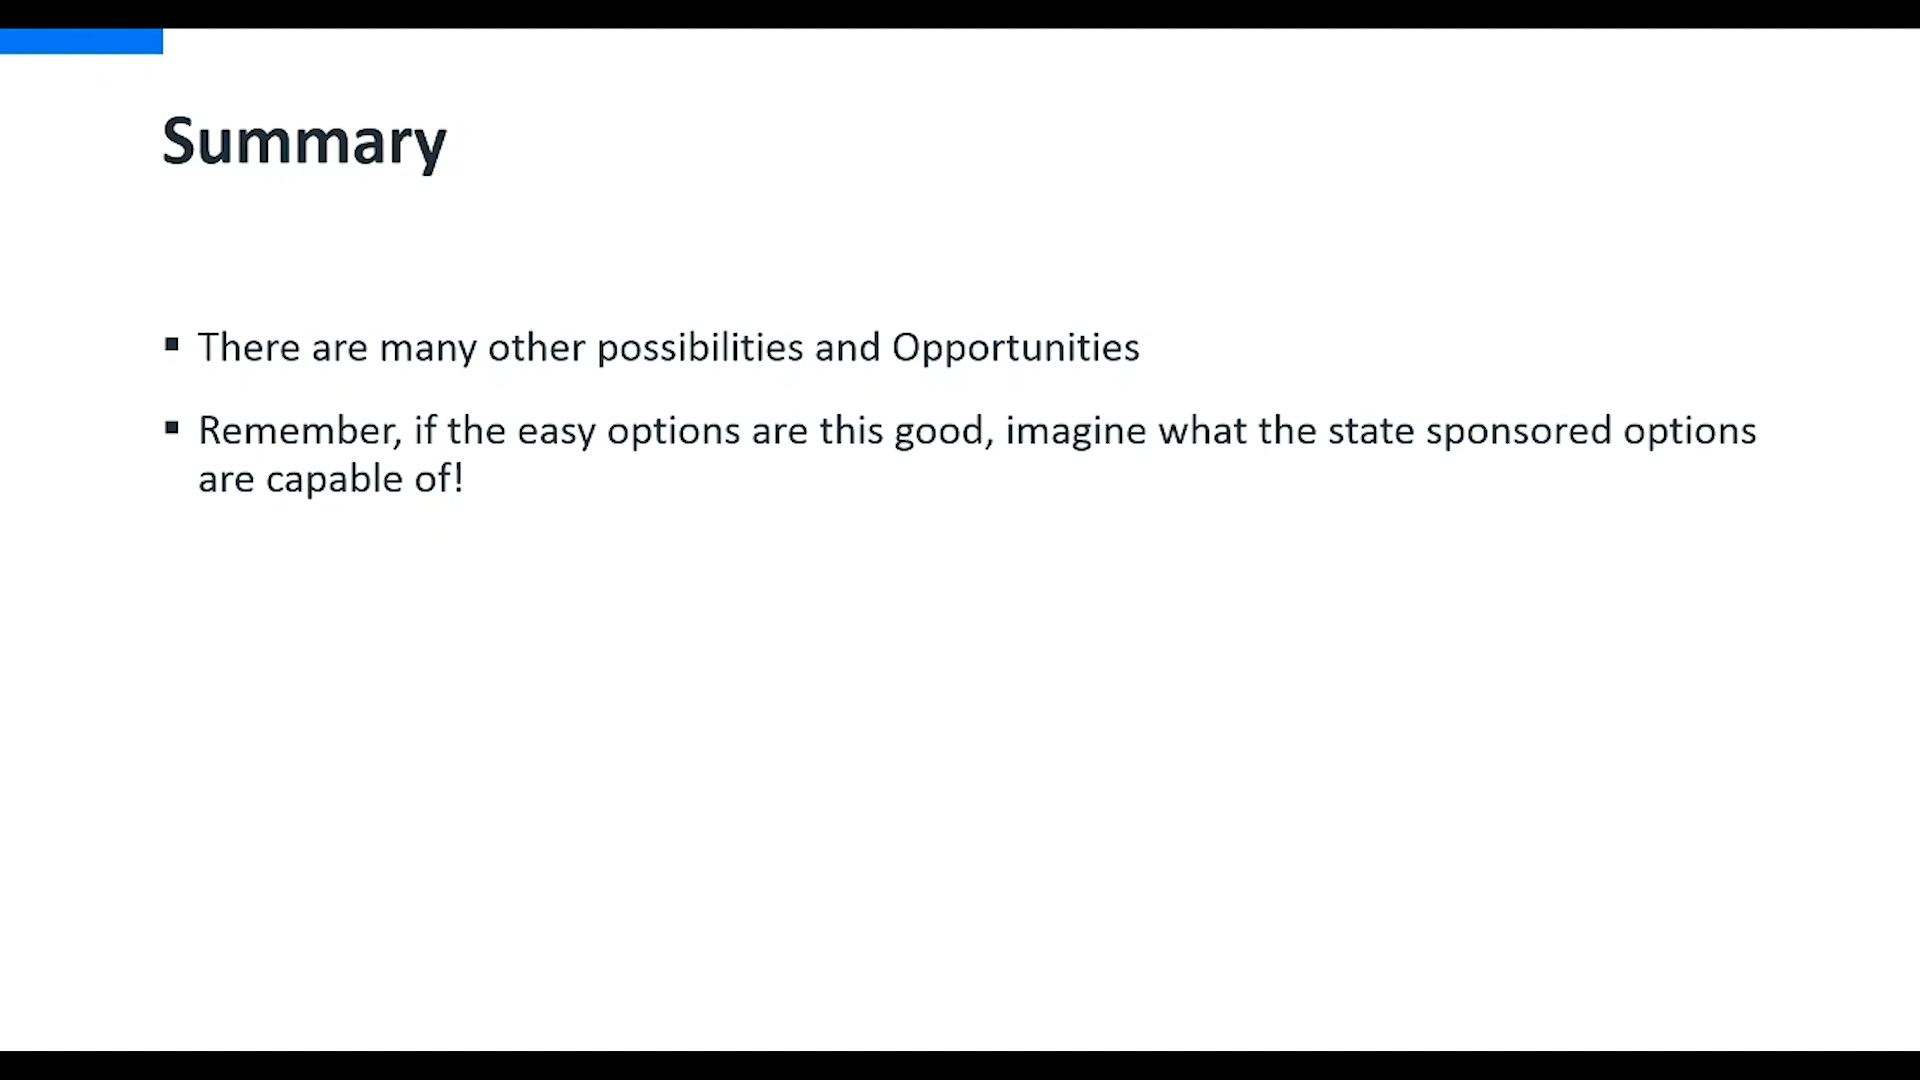 Summary
▪ There are many other possibilities and Opportunities
▪ Remember, if the easy options are this good, imagine what the state sponsored options
are capable of!